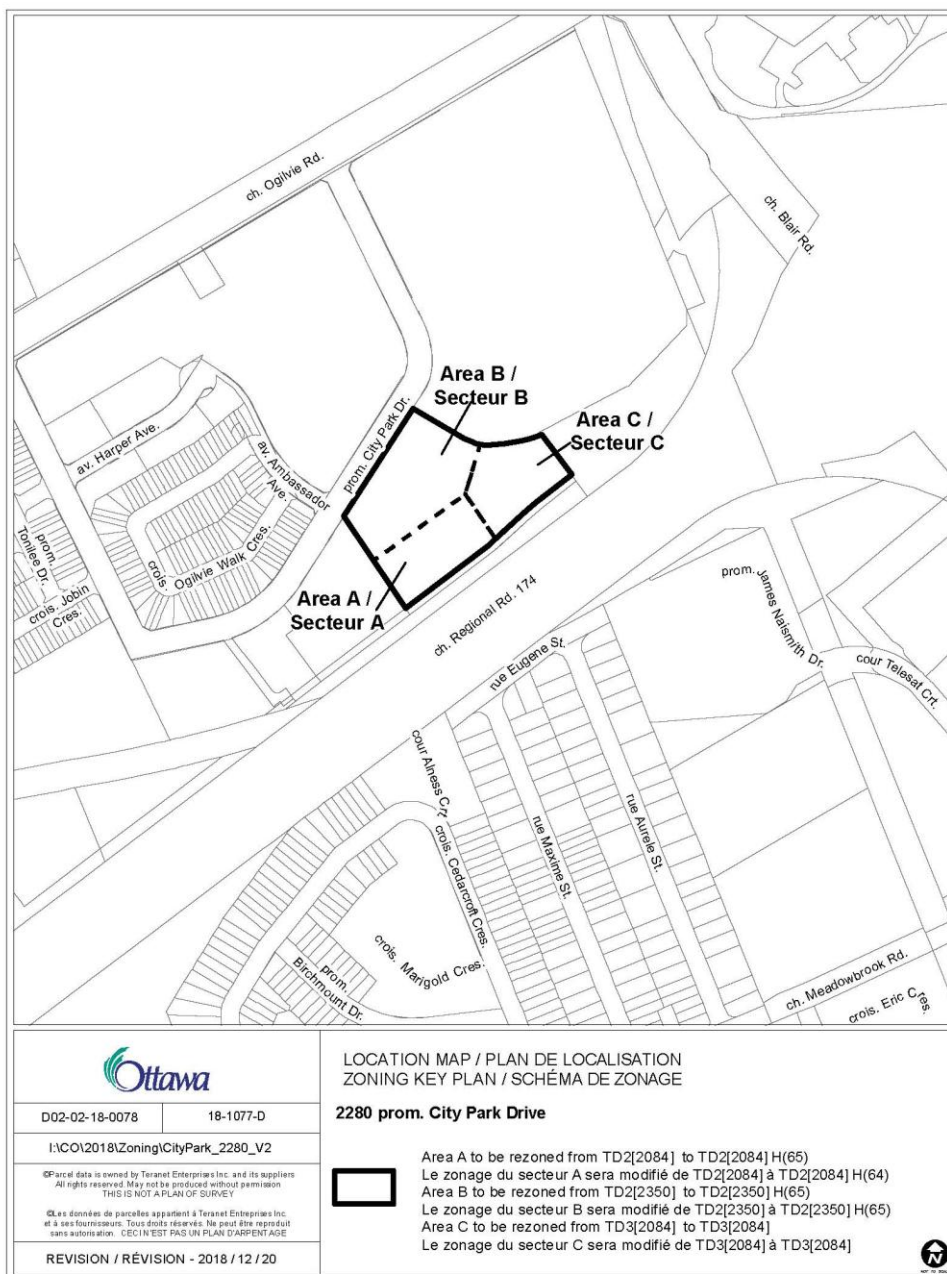 ch. Ogilvie Rd.
ch. Blair Rd.
Area B /
Secteur B
Area C /
Secteur C
prom. City Park Dr.
av. Harper Ave.
av. Ambassador
Ave.
crois. Ogilvie Walk Cres.
prom.
Tonilee Dr.
crois. Jobin
Cres.
Area A /
Secteur A
ch. Regional Rd. 174
rue Eugene St.
prom. James Naismith Dr.
cour Telesat Crt.
cour Alness Crt.
crois. Cedarcroft Cres.
rue Maxime St.
rue Aurele St.
crois. Marigold Cres.
prom.
Birchmount Dr.
ch. Meadowbrook Rd.
crois. Eric Cres.
Ottawa
D02-02-18-0078
18-1077-D
I:\CO\2018\Zoning\CityPark_2280_V2
©Parcel data is owned by Teranet Enterprises Inc. and its suppliers
All rights reserved. May not be produced without permission
THIS IS NOT A PLAN OF SURVEY
©Les données de parcelles appartient à Teranet Entreprises Inc.
et à ses fournisseurs. Tous droits réservés. Ne peut être reproduit
sans autorisation. CECI N'EST PAS UN PLAN D'ARPENTAGE
REVISION / RÉVISION - 2018 / 12 / 20
LOCATION MAP / PLAN DE LOCALISATION
ZONING KEY PLAN / SCHÉMA DE ZONAGE
2280 prom. City Park Drive
Area A to be rezoned from TD2[2084] to TD2[2084] H(65)
Le zonage du secteur A sera modifié de TD2[2084] à TD2[2084] H(64)
Area B to be rezoned from TD2[2350] to TD2[2350] H(65)
Le zonage du secteur B sera modifié de TD2[2350] à TD2[2350] H(65)
Area C to be rezoned from TD3[2084] to TD3[2084]
Le zonage du secteur C sera modifié de TD3[2084] à TD3[2084]
N
NOT TO SCALE